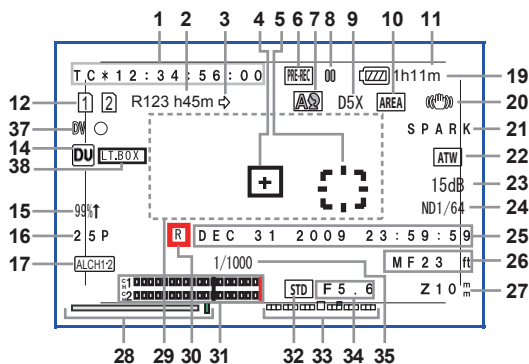 1 2 3 4 5 6 7 8 9 10 11
TC*12:34:56:00 PRE-REC 00 1h11m 19
12 1 2 R123 h45m ⇨ D5X AREA 20
37 DV SPARK 21
14 DU LT.BOX ATW 22
38 15dB 23
15 99%↑ ND1/64 24
16 25P R DEC 31 2009 23:59:59 25
17 ALCH1·2 1/1000 MF23 ft 26
CH1
CH2 STD F5.6 Z10mm 27
28 29 30 31 32 33 34 35